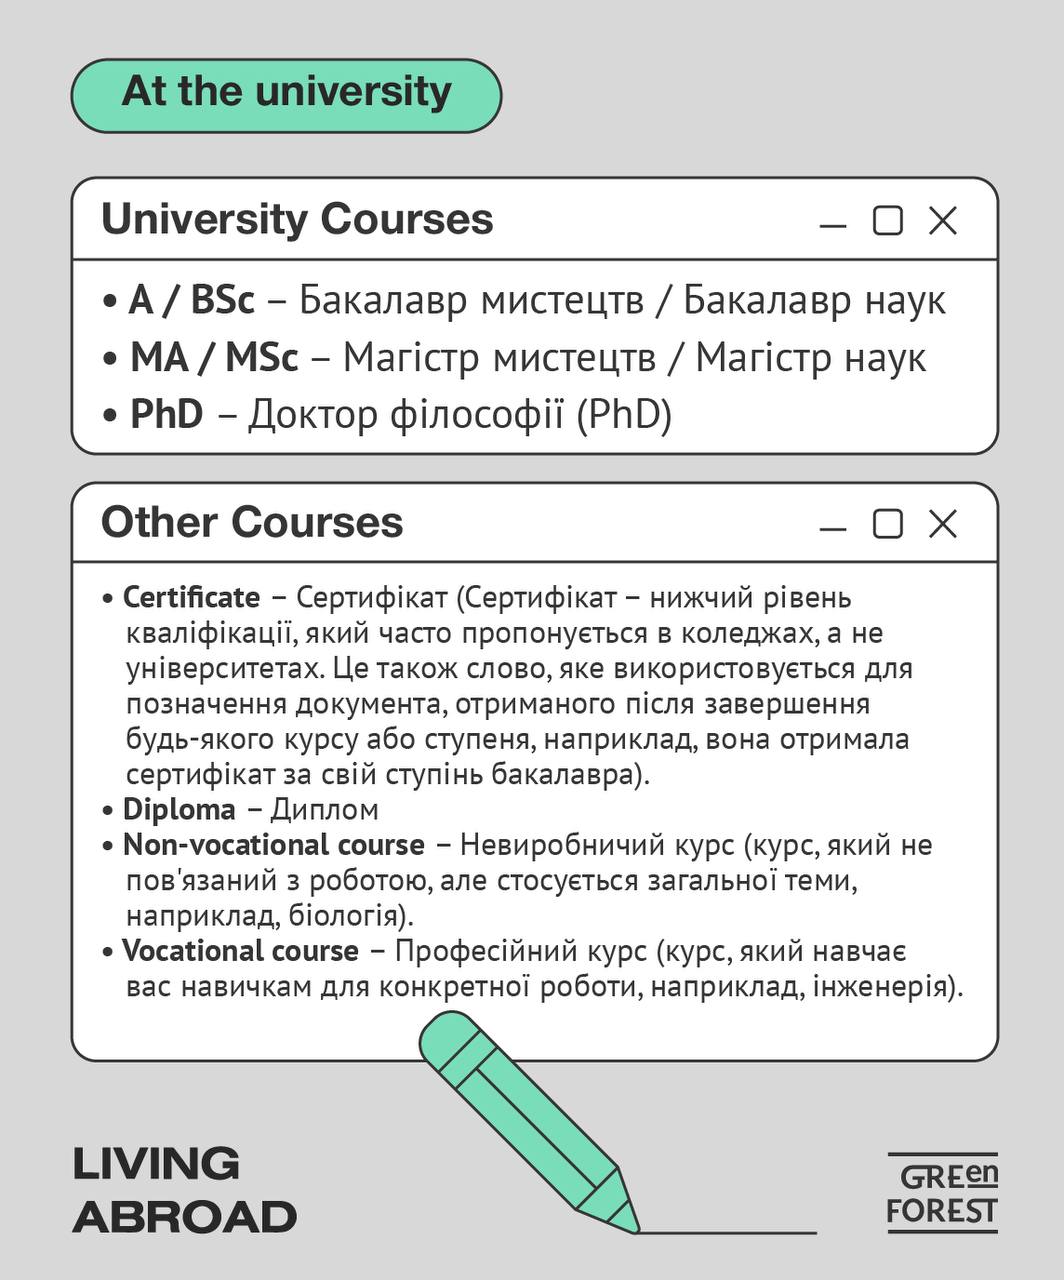 At the university
University Courses
• A / BSc – Бакалавр мистецтв / Бакалавр наук
• MA / MSc – Магістр мистецтв / Магістр наук
• PhD – Доктор філософії (PhD)
Other Courses
• Certificate – Сертифікат (Сертифікат – нижчий рівень
кваліфікації, який часто пропонується в коледжах, а не
університетах. Це також слово, яке використовується для
позначення документа, отриманого після завершення
будь-якого курсу або ступеня, наприклад, вона отримала
сертифікат за свій ступінь бакалавра).
• Diploma – Диплом
• Non-vocational course – Невиробничий курс (курс, який не
пов'язаний з роботою, але стосується загальної теми,
наприклад, біологія).
• Vocational course – Професійний курс (курс, який навчає
вас навичкам для конкретної роботи, наприклад, інженерія).
LIVING
ABROAD
GREen
FOREST